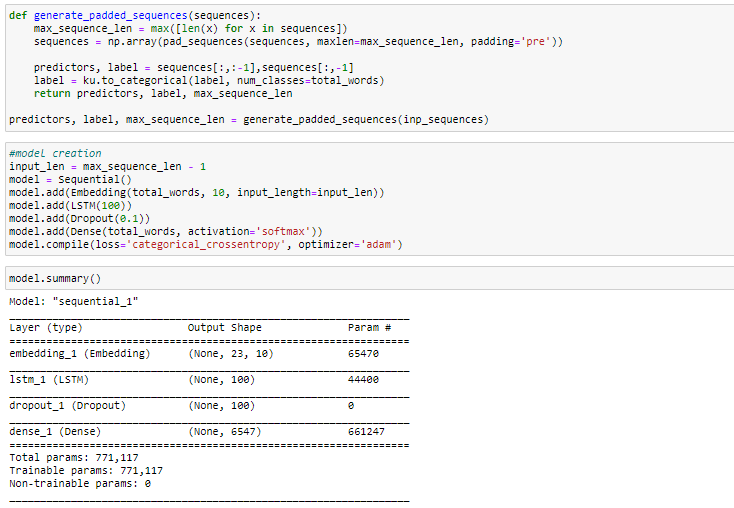 def generate_padded_sequences(sequences):
    max_sequence_len = max([len(x) for x in sequences])
    sequences = np.array(pad_sequences(sequences, maxlen=max_sequence_len, padding='pre'))
    predictors, label = sequences[:,:-1],sequences[:,-1]
    label = ku.to_categorical(label, num_classes=total_words)
    return predictors, label, max_sequence_len
predictors, label, max_sequence_len = generate_padded_sequences(inp_sequences)
#model creation
input_len = max_sequence_len - 1
model = Sequential()
model.add(Embedding(total_words, 10, input_length=input_len))
model.add(LSTM(100))
model.add(Dropout(0.1))
model.add(Dense(total_words, activation='softmax'))
model.compile(loss='categorical_crossentropy', optimizer='adam')
model.summary()
Model: "sequential_1"
Layer (type) Output Shape Param #
embedding_1 (Embedding) (None, 23, 10) 65470
lstm_1 (LSTM) (None, 100) 44400
dropout_1 (Dropout) (None, 100) 0
dense_1 (Dense) (None, 6547) 661247
Total params: 771,117
Trainable params: 771,117
Non-trainable params: 0